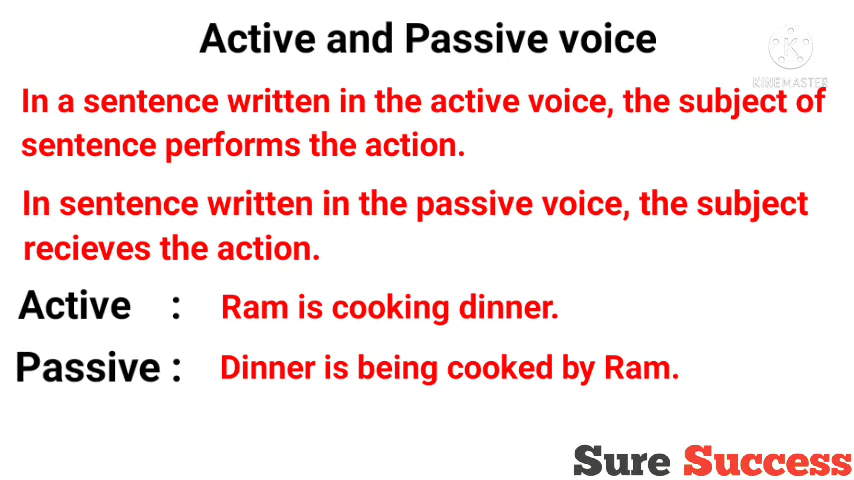 Active and Passive voice
KINEMASTER
In a sentence written in the active voice, the subject of
sentence performs the action.
In sentence written in the passive voice, the subject
recieves the action.
Active : Ram is cooking dinner.
Passive : Dinner is being cooked by Ram.
Sure Success